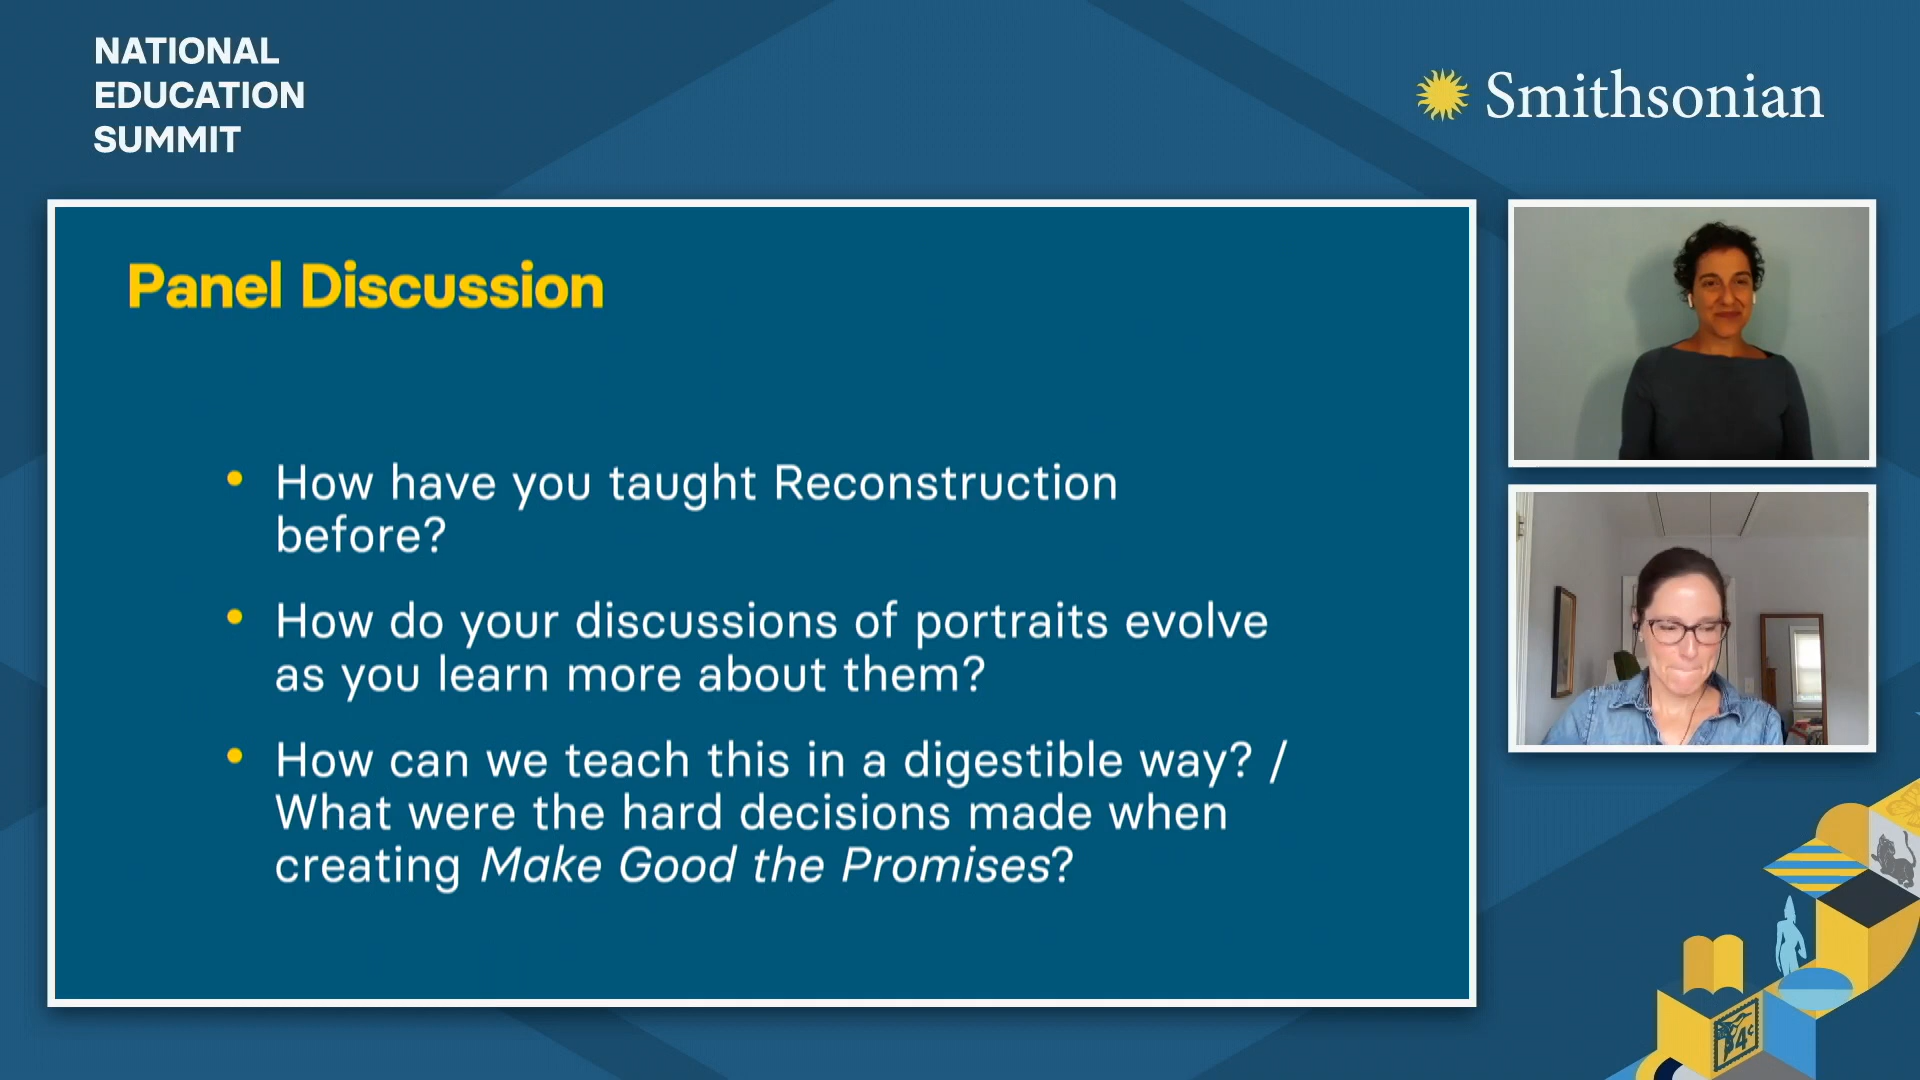 NATIONAL
EDUCATION
SUMMIT
Smithsonian
Panel Discussion
• How have you taught Reconstruction
before?
• How do your discussions of portraits evolve
as you learn more about them?
• How can we teach this in a digestible way? /
What were the hard decisions made when
creating Make Good the Promises?
4¢